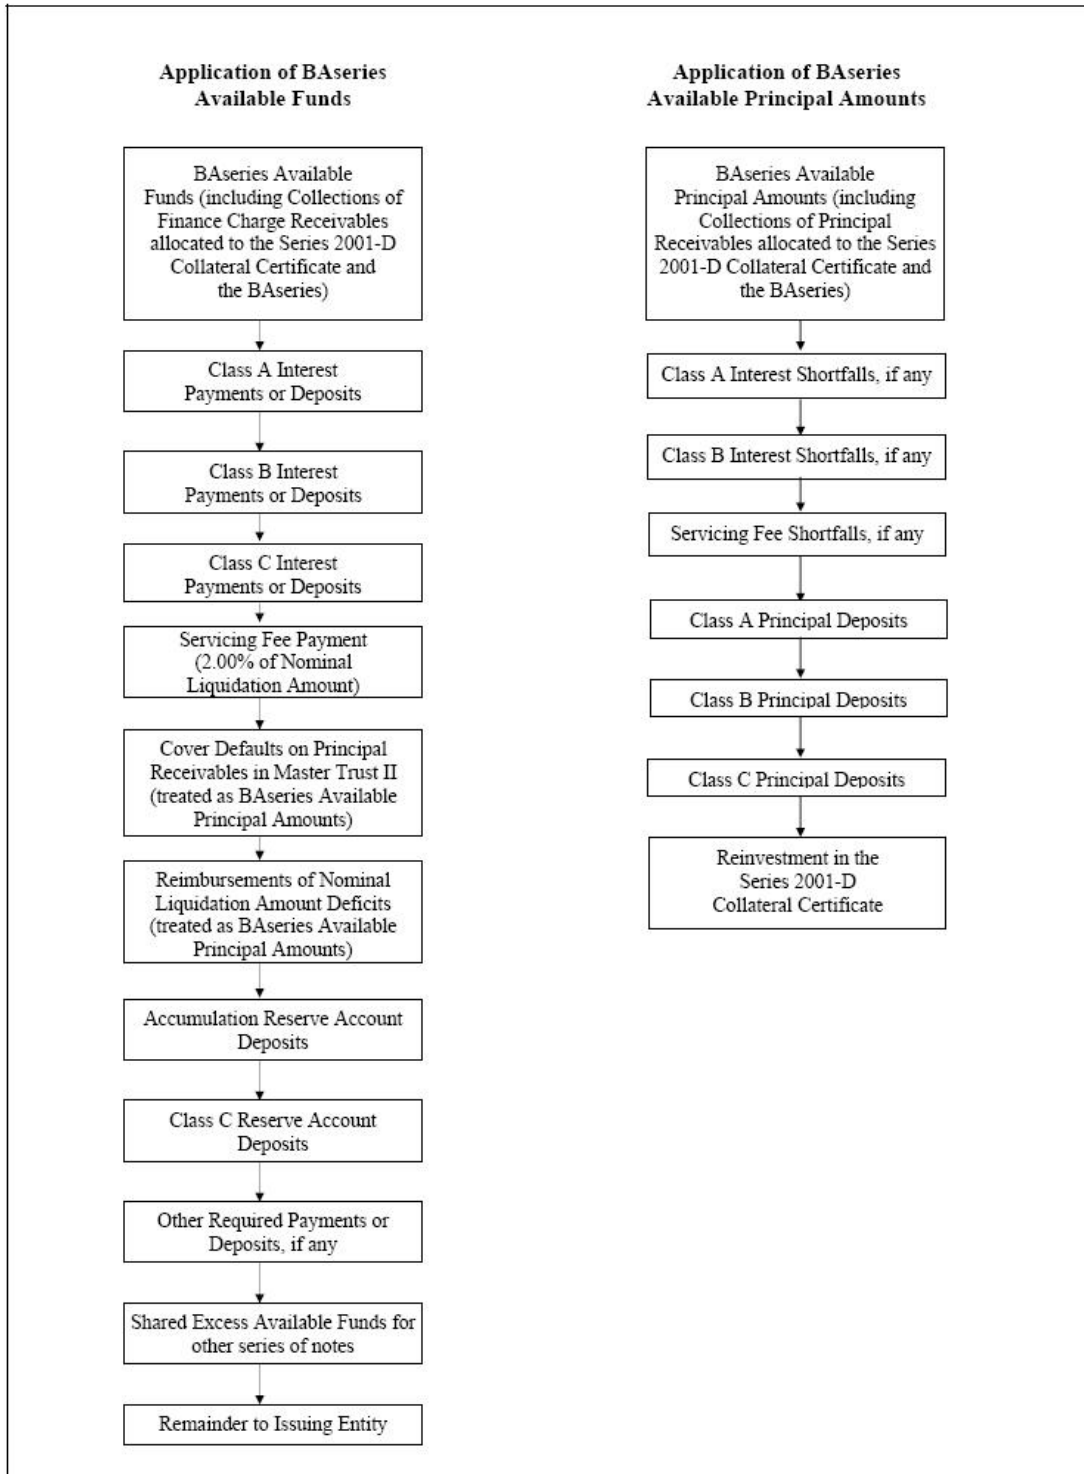 Application of BAseries
Available Funds
BAseries Available
Funds (including Collections of
Finance Charge Receivables
allocated to the Series 2001-D
Collateral Certificate and
the BAseries)
Class A Interest
Payments or Deposits
Class B Interest
Payments or Deposits
Class C Interest
Payments or Deposits
Servicing Fee Payment
(2.00% of Nominal
Liquidation Amount)
Cover Defaults on Principal
Receivables in Master Trust II
(treated as BAseries Available
Principal Amounts)
Reimbursements of Nominal
Liquidation Amount Deficits
(treated as BAseries Available
Principal Amounts)
Accumulation Reserve Account
Deposits
Class C Reserve Account
Deposits
Other Required Payments or
Deposits, if any
Shared Excess Available Funds for
other series of notes
Remainder to Issuing Entity
Application of BAseries
Available Principal Amounts
BAseries Available
Principal Amounts (including
Collections of Principal
Receivables allocated to the Series
2001-D Collateral Certificate and
the BAseries)
Class A Interest Shortfalls, if any
Class B Interest Shortfalls, if any
Servicing Fee Shortfalls, if any
Class A Principal Deposits
Class B Principal Deposits
Class C Principal Deposits
Reinvestment in the
Series 2001-D
Collateral Certificate